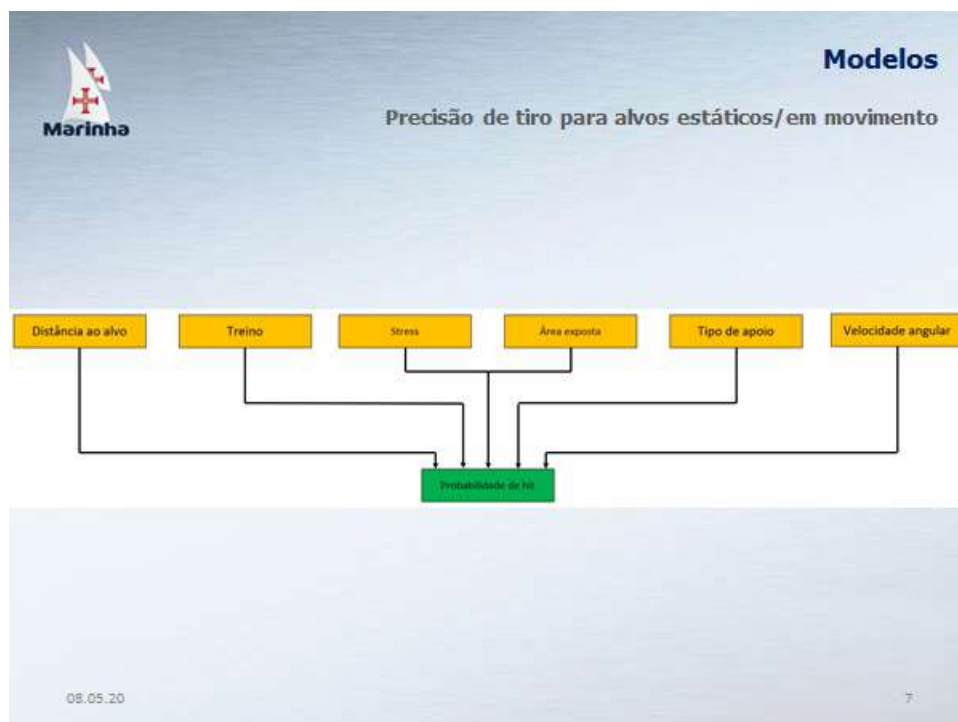 Marinha
Modelos
Precisão de tiro para alvos estáticos/em movimento
Distância ao alvo
Treino
Stress
Área exposta
Tipo de apoio
Velocidade angular
Probabilidade de hit
08.05.20
7